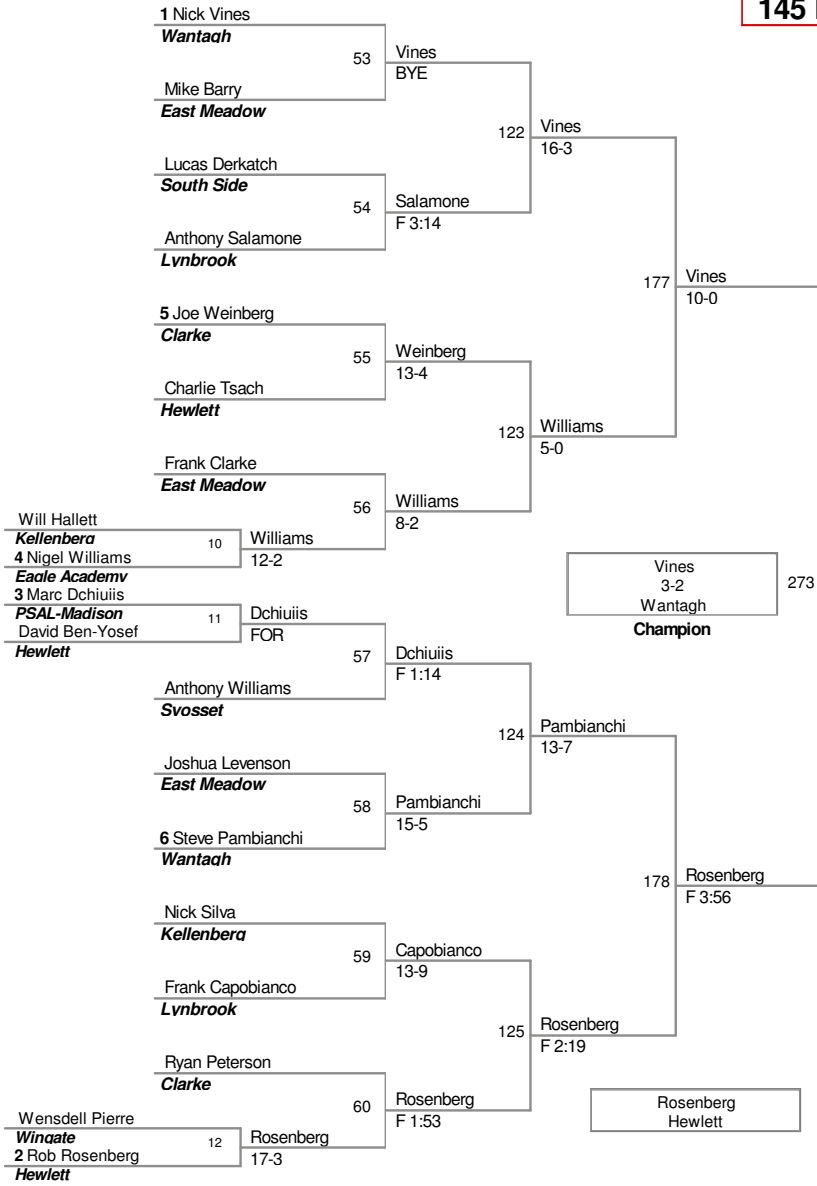 145
1 Nick Vines
Wantagh
53
Vines
BYE
Mike Barry
East Meadow
122
Vines
16-3
Lucas Derkatch
South Side
54
Salamone
F 3:14
Anthony Salamone
Lynbrook
177
Vines
10-0
5 Joe Weinberg
Clarke
55
Weinberg
13-4
Charlie Tsach
Hewlett
123
Williams
5-0
Frank Clarke
East Meadow
56
Williams
8-2
Will Hallett
Kellenberg
10
Williams
12-2
4 Nigel Williams
Eagle Academy
Vines
3-2
Wantagh
273
Champion
3 Marc Dchiuiis
PSAL-Madison
11
Dchiuiis
FOR
David Ben-Yosef
Hewlett
57
Dchiuiis
F 1:14
Anthony Williams
Syosset
124
Pambianchi
13-7
Joshua Levenson
East Meadow
58
Pambianchi
15-5
6 Steve Pambianchi
Wantagh
178
Rosenberg
F 3:56
Nick Silva
Kellenberg
59
Capobianco
13-9
Frank Capobianco
Lynbrook
125
Rosenberg
F 2:19
Ryan Peterson
Clarke
60
Rosenberg
F 1:53
Rosenberg
Hewlett
Wensdell Pierre
Wingate
12
Rosenberg
17-3
2 Rob Rosenberg
Hewlett